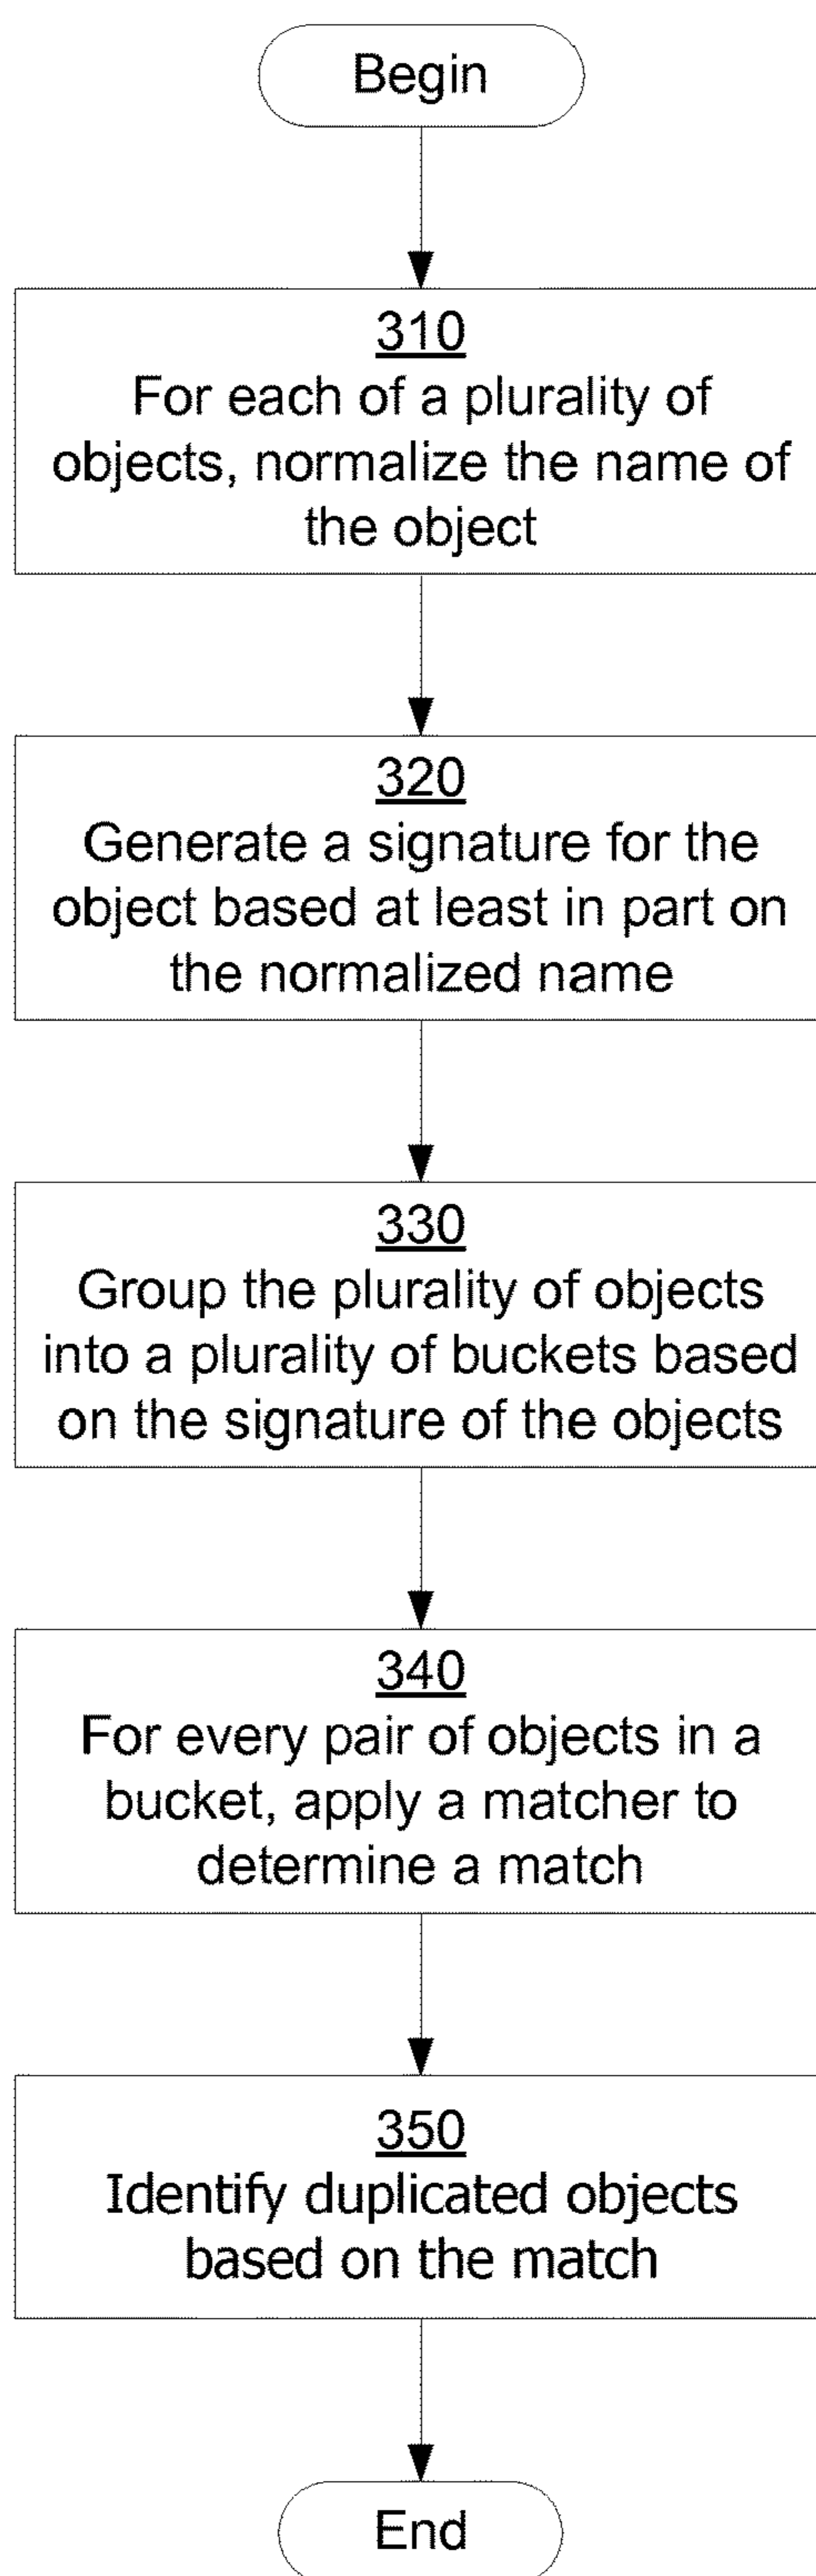 Begin
310
For each of a plurality of
objects, normalize the name of
the object
320
Generate a signature for the
object based at least in part on
the normalized name
330
Group the plurality of objects
into a plurality of buckets based
on the signature of the objects
340
For every pair of objects in a
bucket, apply a matcher to
determine a match
350
Identify duplicated objects
based on the match
End